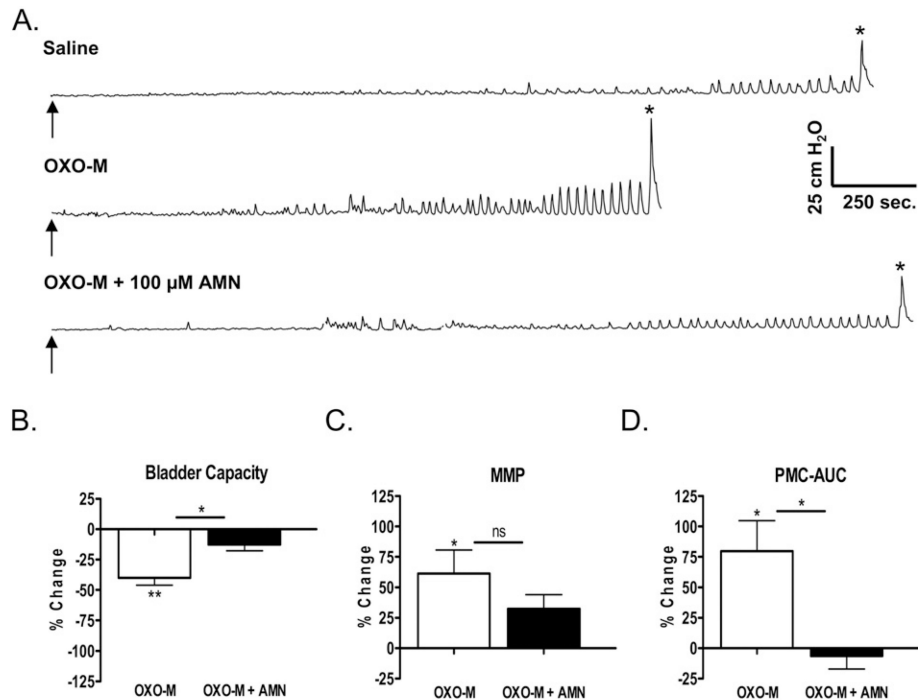 A.
Saline
*
OXO-M
*
25 cm H₂O
250 sec.
OXO-M + 100 µM AMN
*
B.
C.
D.
Bladder Capacity
MMP
PMC-AUC
% Change
25
0
-25
-50
-75
-100
-125
*
**
OXO-M
OXO-M + AMN
% Change
125
100
75
50
25
0
-25
*
ns
OXO-M
OXO-M + AMN
% Change
125
100
75
50
25
0
-25
*
*
OXO-M
OXO-M + AMN